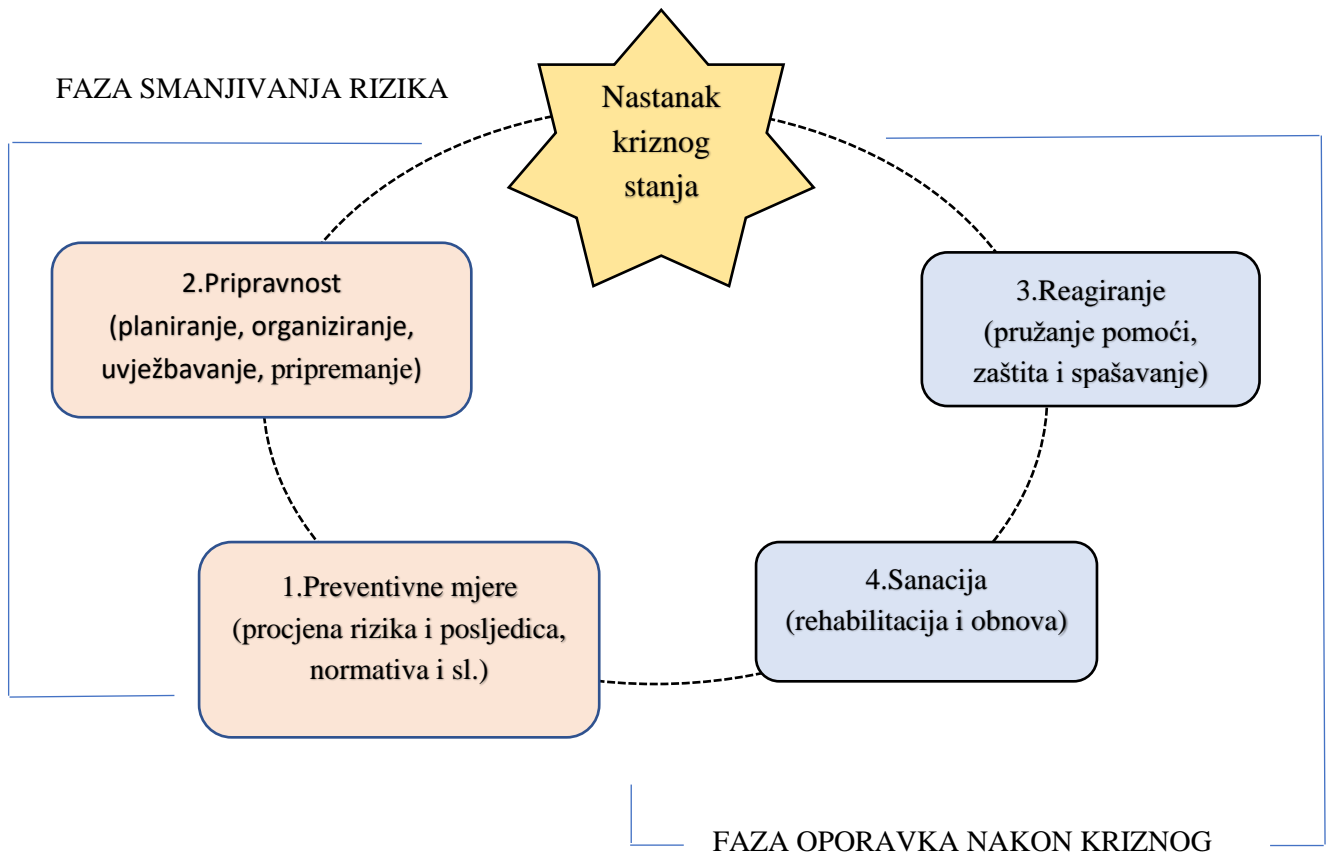 FAZA SMANJIVANJA RIZIKA
Nastanak
kriznog
stanja
2.Pripravnost
(planiranje, organiziranje,
uvježbavanje, pripremanje)
3.Reagiranje
(pružanje pomoći,
zaštita i spašavanje)
1.Preventivne mjere
(procjena rizika i posljedica,
normativa i sl.)
4.Sanacija
(rehabilitacija i obnova)
FAZA OPORAVKA NAKON KRIZNOG